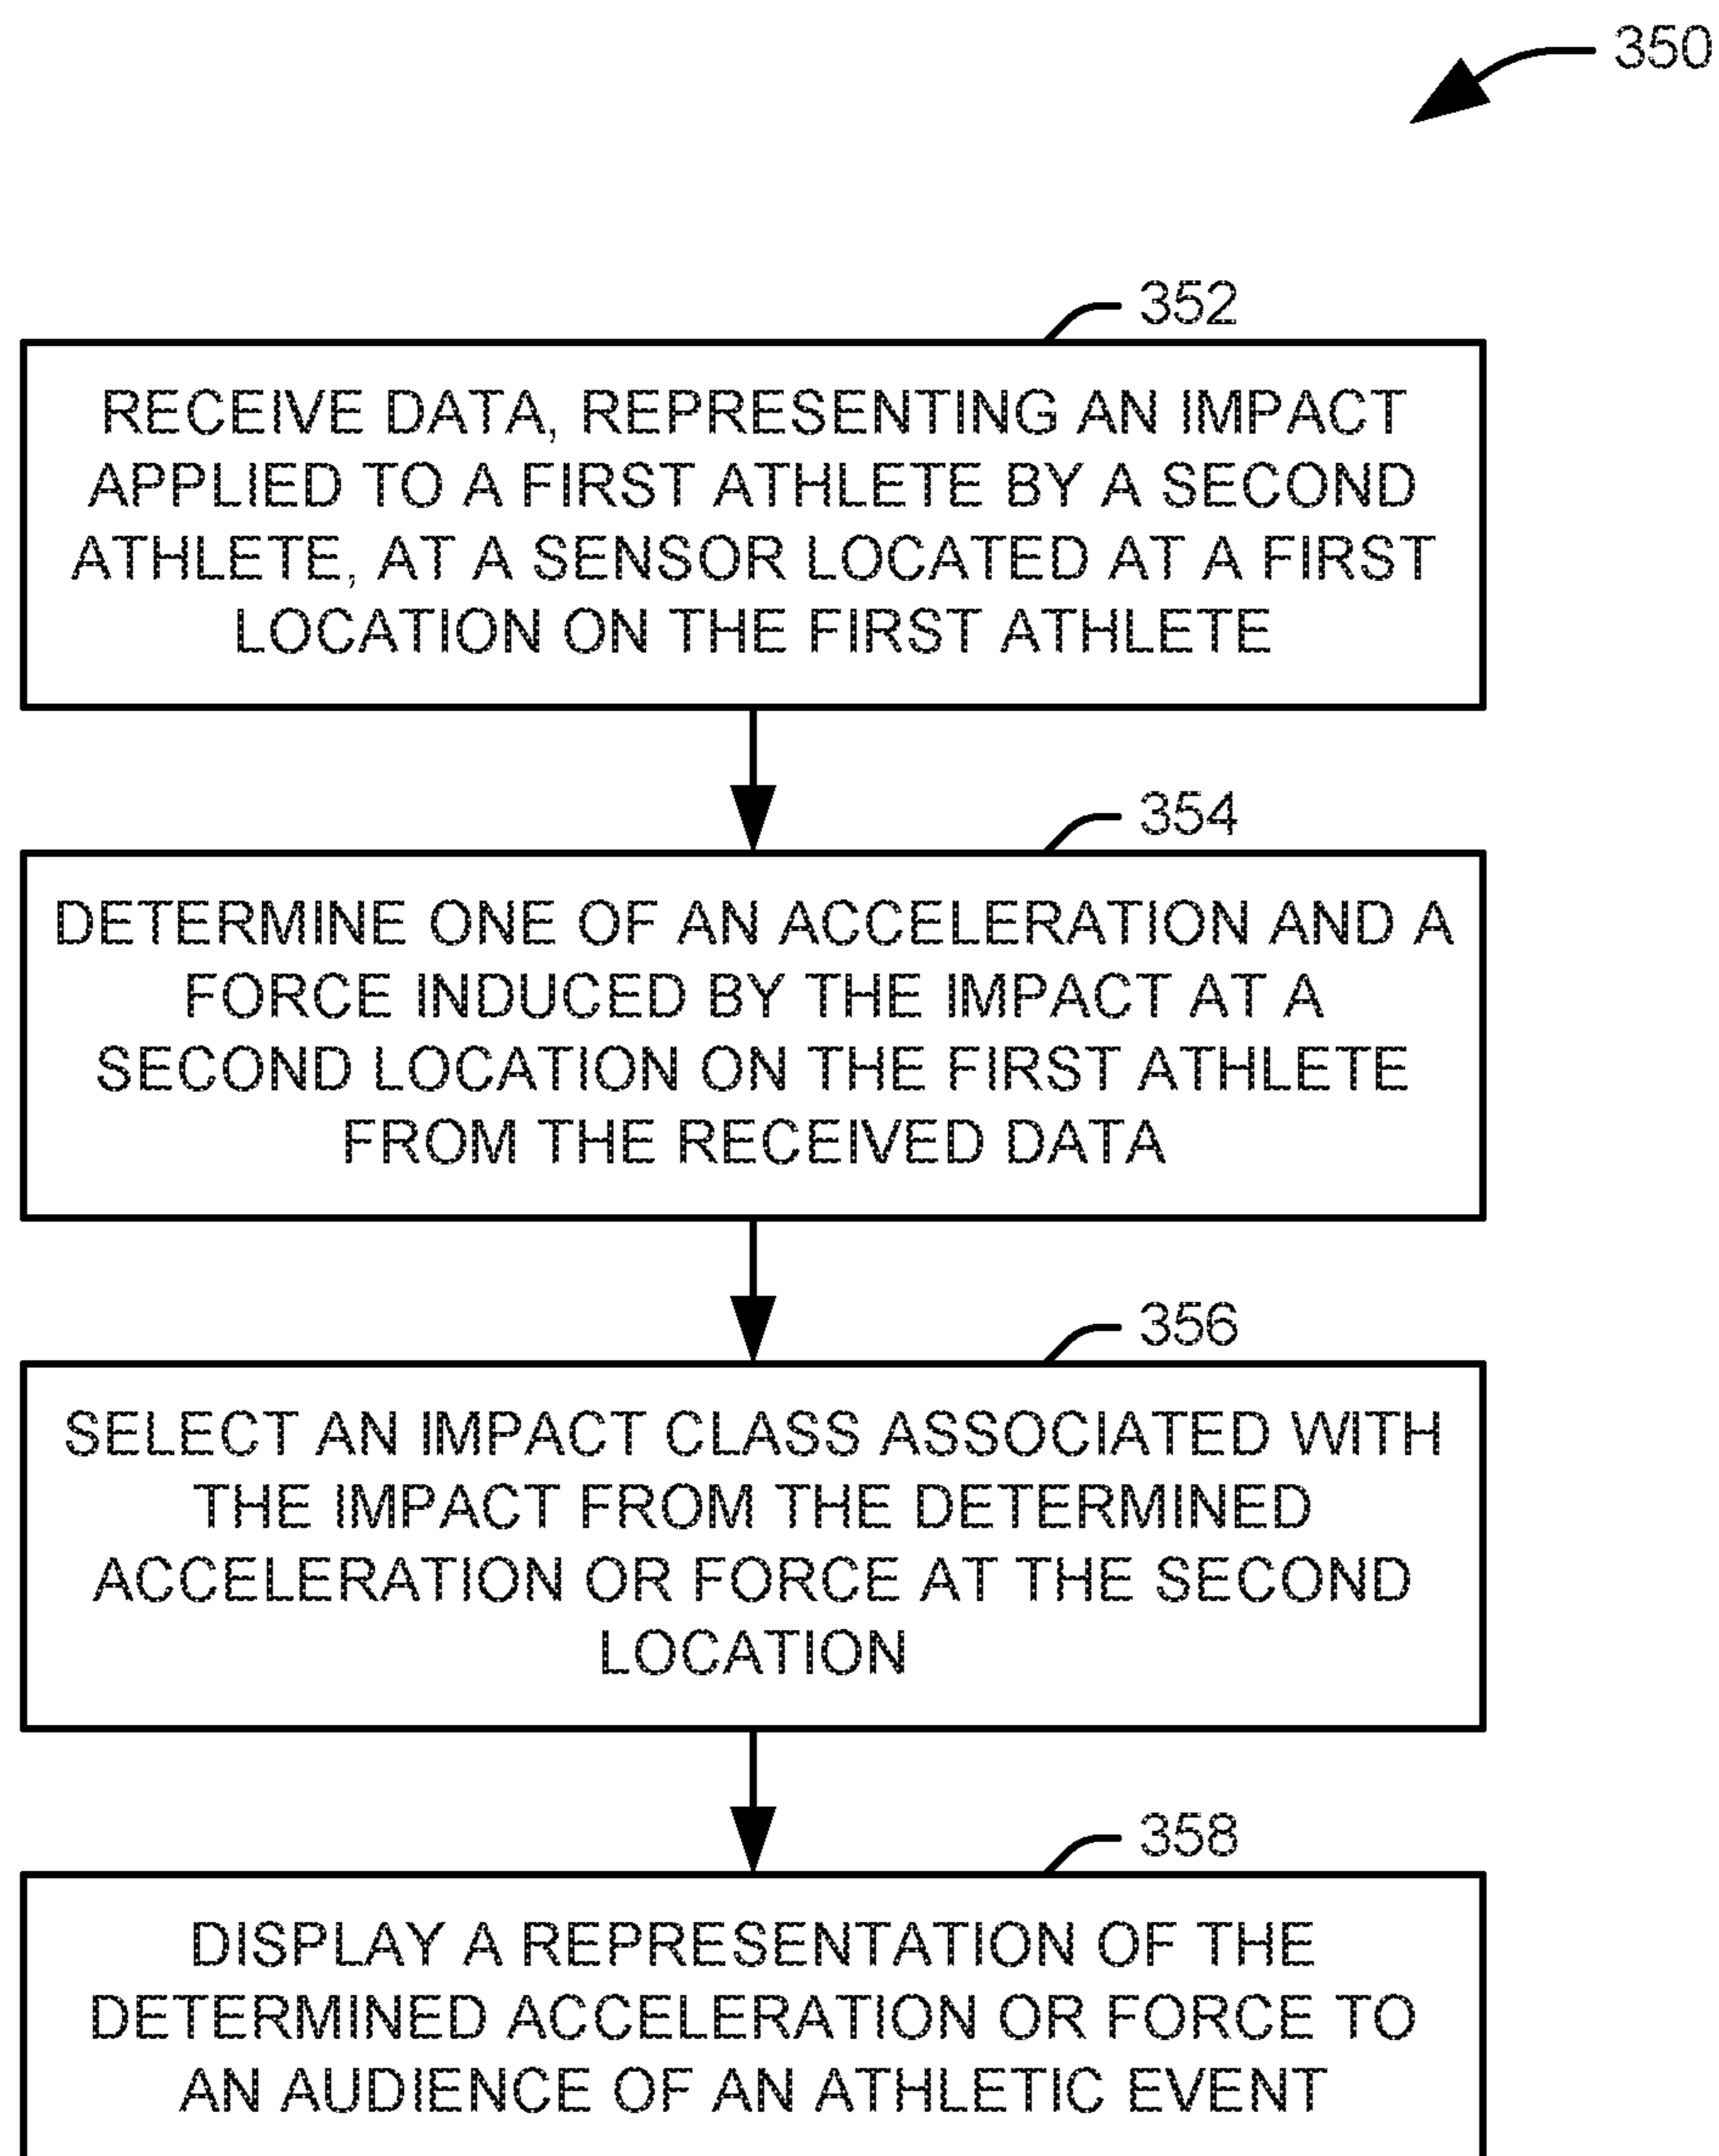 350
352
RECEIVE DATA, REPRESENTING AN IMPACT
APPLIED TO A FIRST ATHLETE BY A SECOND
ATHLETE, AT A SENSOR LOCATED AT A FIRST
LOCATION ON THE FIRST ATHLETE
354
DETERMINE ONE OF AN ACCELERATION AND A
FORCE INDUCED BY THE IMPACT AT A
SECOND LOCATION ON THE FIRST ATHLETE
FROM THE RECEIVED DATA
356
SELECT AN IMPACT CLASS ASSOCIATED WITH
THE IMPACT FROM THE DETERMINED
ACCELERATION OR FORCE AT THE SECOND
LOCATION
358
DISPLAY A REPRESENTATION OF THE
DETERMINED ACCELERATION OR FORCE TO
AN AUDIENCE OF AN ATHLETIC EVENT